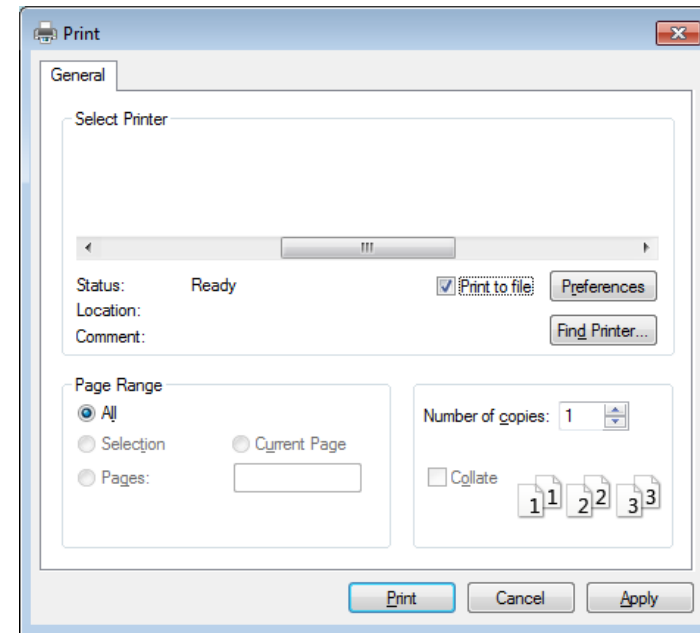 Print
General
Select Printer
Status: Ready
Print to file
Preferences
Location:
Comment:
Find Printer...
Page Range
All
Selection
Current Page
Pages:
Number of copies: 1
Collate
1 1 2 2 3 3
Print
Cancel
Apply